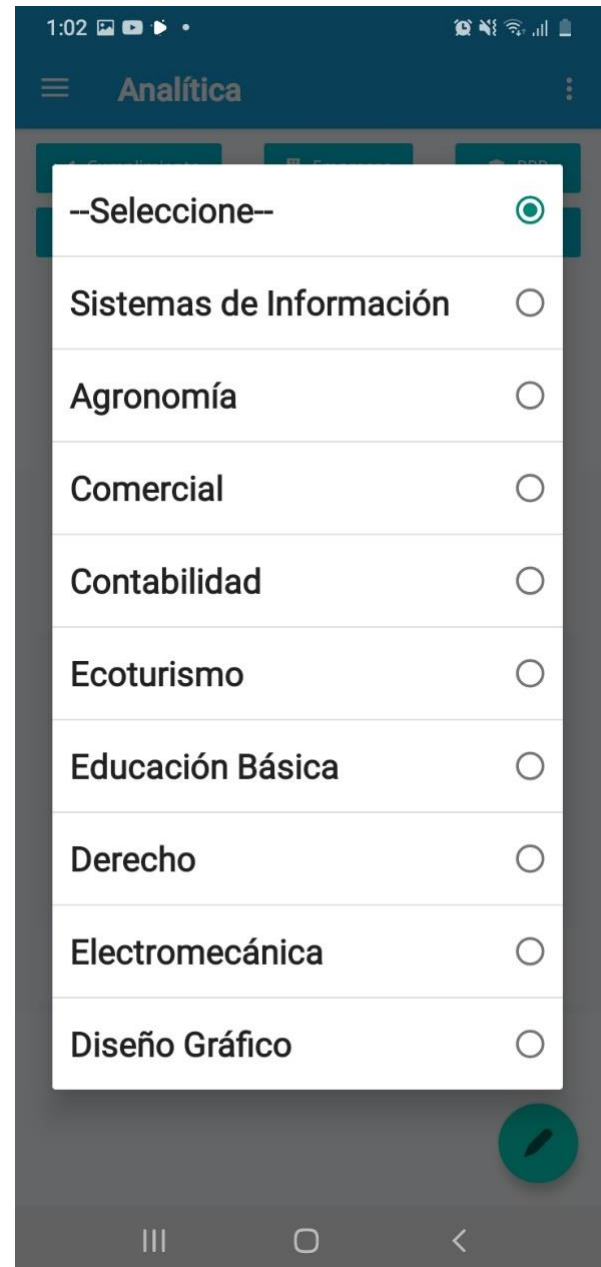 1:02
Analítica
--Seleccione--
Sistemas de Información
Agronomía
Comercial
Contabilidad
Ecoturismo
Educación Básica
Derecho
Electromecánica
Diseño Gráfico